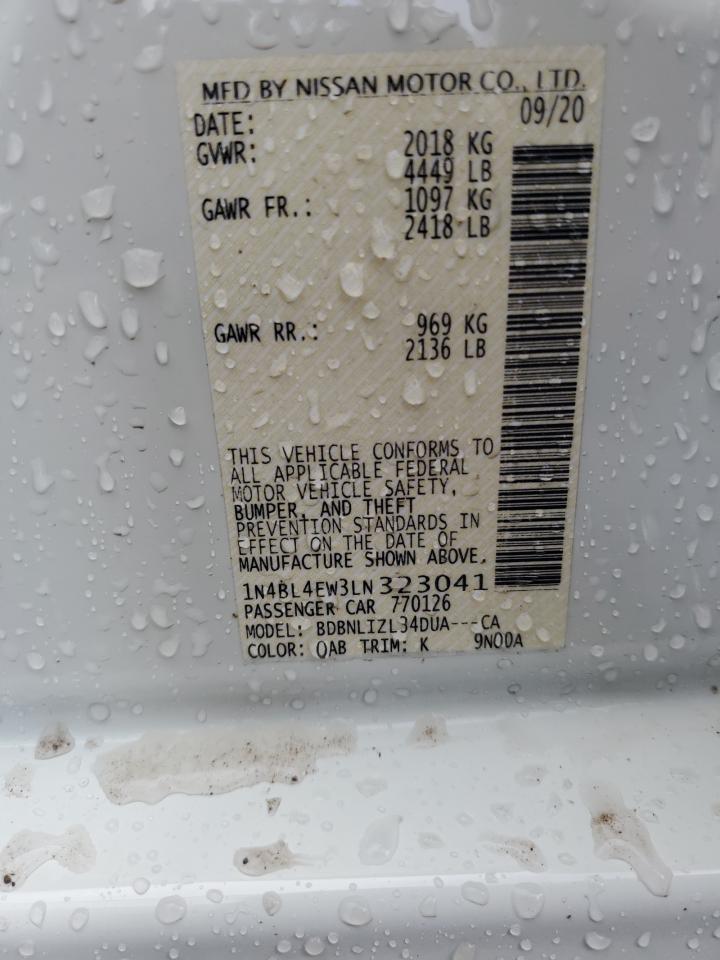 MFD BY NISSAN MOTOR CO., LTD.
DATE: 09/20
GVWR: 2018 KG
4449 LB
GAWR FR.: 1097 KG
2418 LB
GAWR RR.: 969 KG
2136 LB
THIS VEHICLE CONFORMS TO
ALL APPLICABLE FEDERAL
MOTOR VEHICLE SAFETY,
BUMPER, AND THEFT
PREVENTION STANDARDS IN
EFFECT ON THE DATE OF
MANUFACTURE SHOWN ABOVE.
1N4BL4EW3LN323041
PASSENGER CAR 770126
MODEL: BDBNLIZL34DUA---CA
COLOR: QAB TRIM: K 9N00A